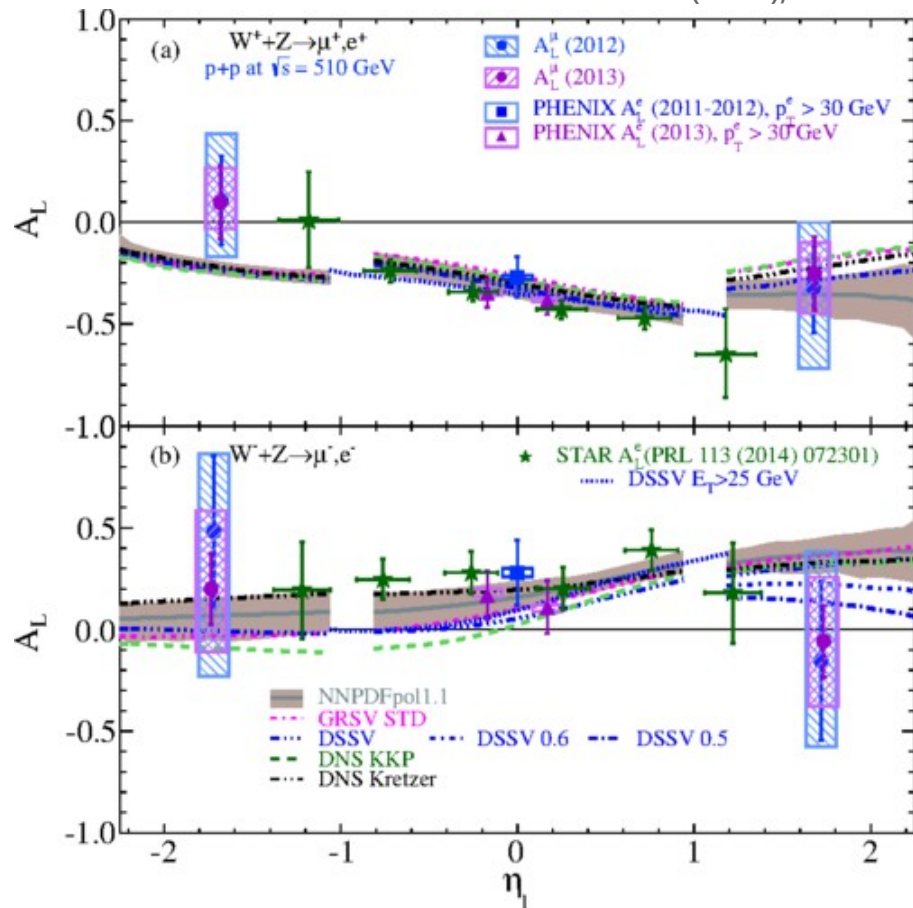 (a)
W⁺+Z→μ⁺,e⁺
p+p at √s = 510 GeV
A_L^μ (2012)
A_L^μ (2013)
PHENIX A_L^e (2011-2012), p_T^e > 30 GeV
PHENIX A_L^e (2013), p_T^e > 30 GeV
1.0
0.5
0.0
-0.5
-1.0
A_L
(b)
W⁻+Z→μ⁻,e⁻
STAR A_L^e(PRL 113 (2014) 072301)
DSSV E_T>25 GeV
0.5
0.0
-0.5
-1.0
A_L
NNPDFpol1.1
GRSV STD
DSSV DSSV 0.6 DSSV 0.5
DNS KKP
DNS Kretzer
-2 -1 0 1 2
η_l